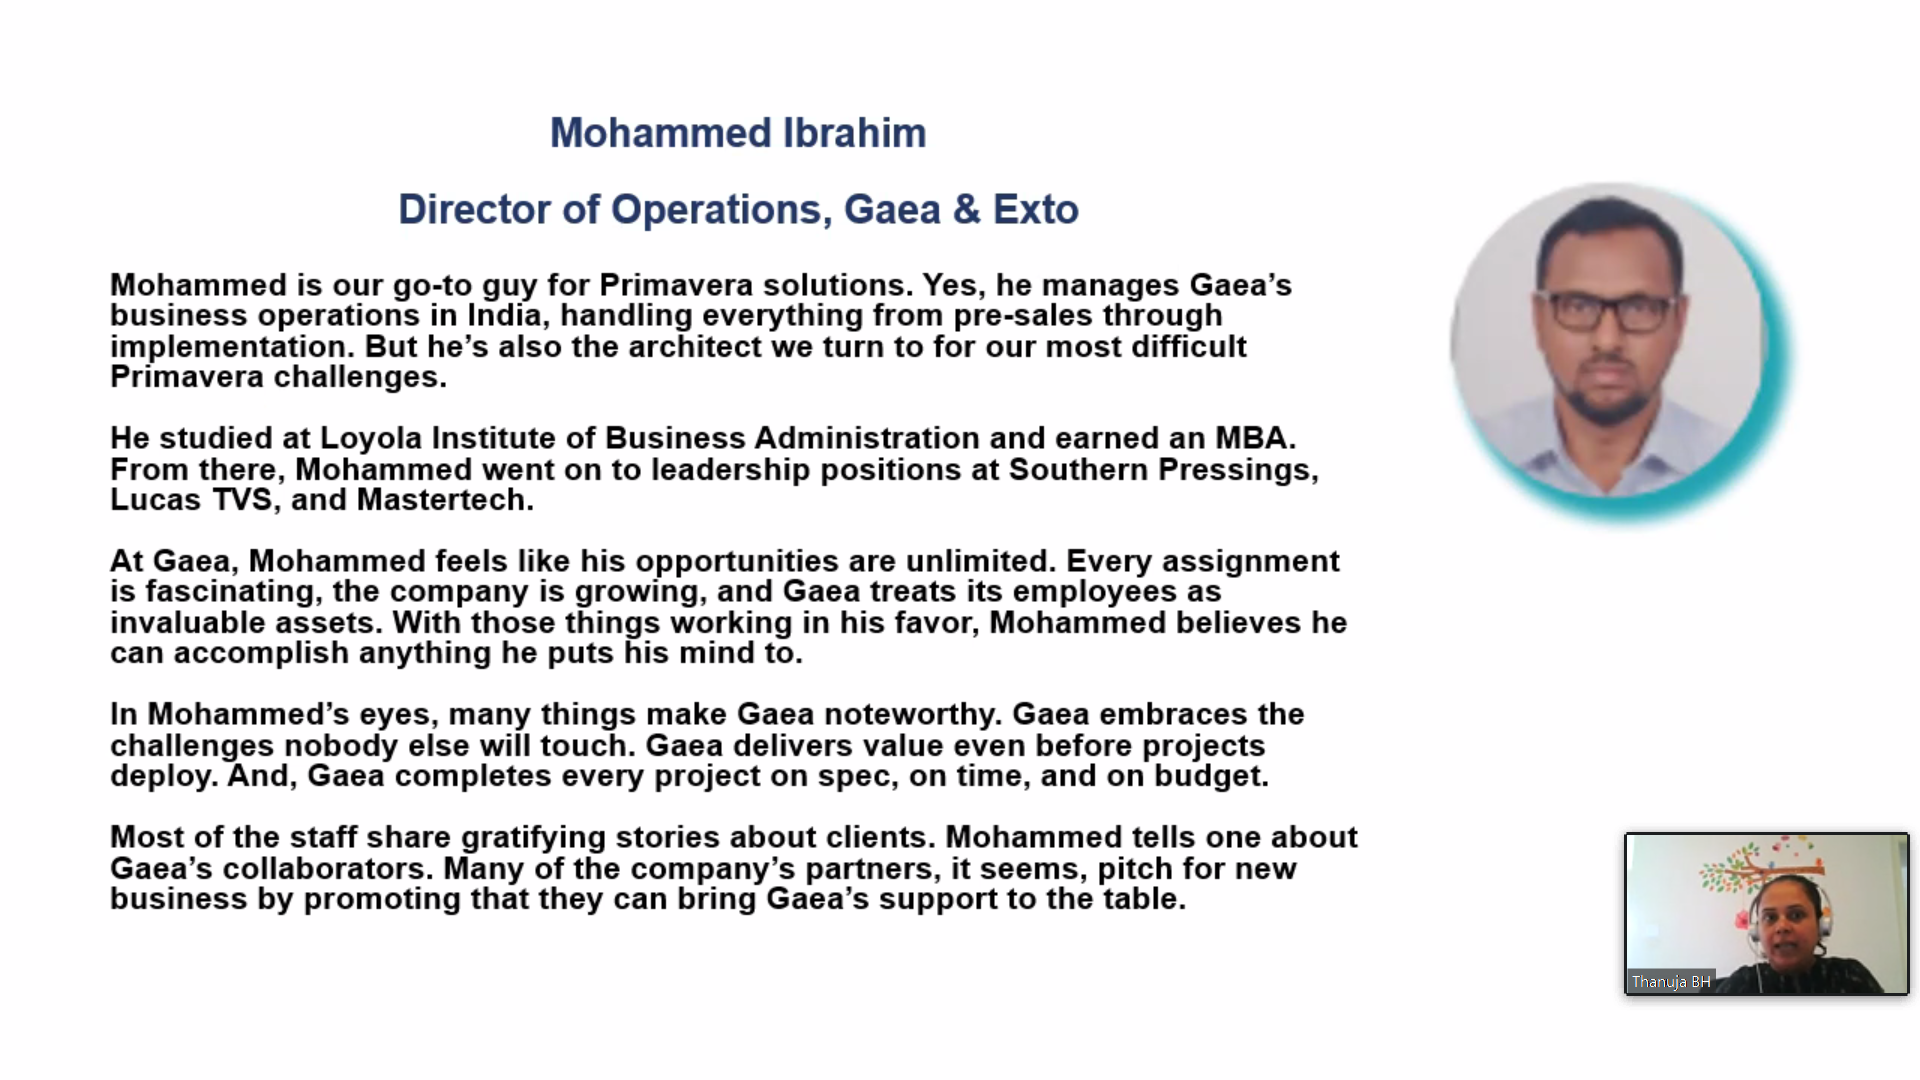 Mohammed Ibrahim
Director of Operations, Gaea & Exto
Mohammed is our go-to guy for Primavera solutions. Yes, he manages Gaea’s
business operations in India, handling everything from pre-sales through
implementation. But he’s also the architect we turn to for our most difficult
Primavera challenges.
He studied at Loyola Institute of Business Administration and earned an MBA.
From there, Mohammed went on to leadership positions at Southern Pressings,
Lucas TVS, and Mastertech.
At Gaea, Mohammed feels like his opportunities are unlimited. Every assignment
is fascinating, the company is growing, and Gaea treats its employees as
invaluable assets. With those things working in his favor, Mohammed believes he
can accomplish anything he puts his mind to.
In Mohammed’s eyes, many things make Gaea noteworthy. Gaea embraces the
challenges nobody else will touch. Gaea delivers value even before projects
deploy. And, Gaea completes every project on spec, on time, and on budget.
Most of the staff share gratifying stories about clients. Mohammed tells one about
Gaea’s collaborators. Many of the company’s partners, it seems, pitch for new
business by promoting that they can bring Gaea’s support to the table.
Thanuja BH